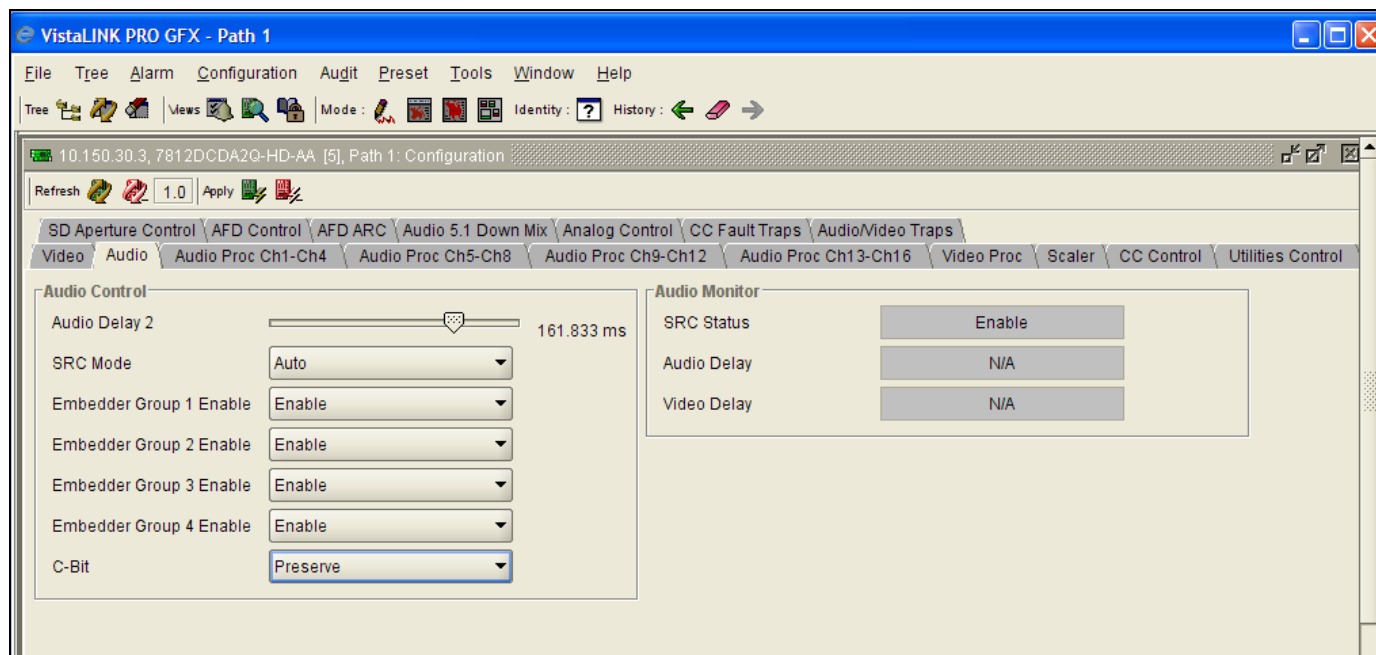 VistaLINK PRO GFX - Path 1
File Tree Alarm Configuration Audit Preset Tools Window Help
Tree Views Mode : Identity : ? History :
10.150.30.3, 7812DCDA2Q-HD-AA [5], Path 1: Configuration
Refresh 1.0 Apply
SD Aperture Control AFD Control AFD ARC Audio 5.1 Down Mix Analog Control CC Fault Traps Audio/Video Traps
Video Audio Audio Proc Ch1-Ch4 Audio Proc Ch5-Ch8 Audio Proc Ch9-Ch12 Audio Proc Ch13-Ch16 Video Proc Scaler CC Control Utilities Control
Audio Control
Audio Delay 2 161.833 ms
SRC Mode Auto
Embedder Group 1 Enable Enable
Embedder Group 2 Enable Enable
Embedder Group 3 Enable Enable
Embedder Group 4 Enable Enable
C-Bit Preserve
Audio Monitor
SRC Status Enable
Audio Delay N/A
Video Delay N/A